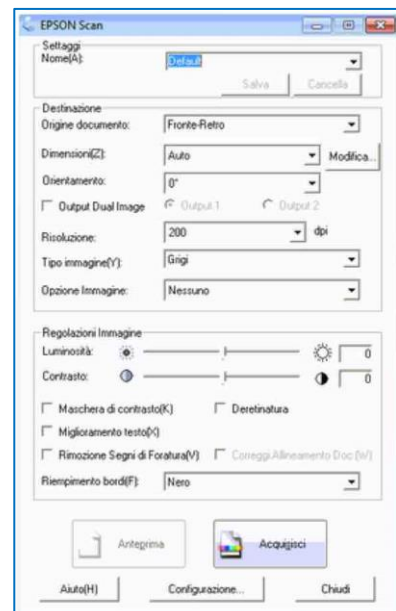 EPSON Scan
Settaggi
Nome(A): Default
Salva Cancella
Destinazione
Origine documento: Fronte-Retro
Dimensioni(Z): Auto Modifica...
Orientamento: 0°
Output Dual Image Output 1 Output 2
Risoluzione: 200 dpi
Tipo immagine(Y): Grigi
Opzione Immagine: Nessuno
Regolazioni Immagine
Luminosità: 0
Contrasto: 0
Maschera di contrasto(K) Deretinatura
Miglioramento testo(X)
Rimozione Segni di Foratura(V) Correggi Allineamento Doc (W)
Riempimento bordi(F): Nero
Anteprima Acquisisci
Aiuto(H) Configurazione... Chiudi